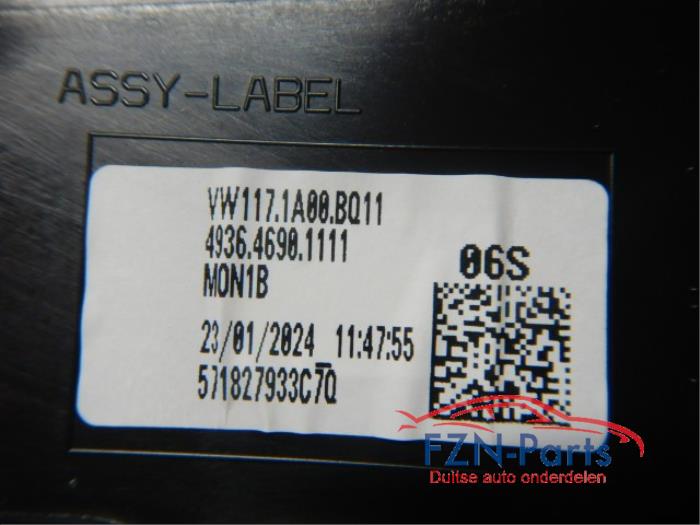 ASSY-LABEL
VW117.1A00.BQ11
4936.4690.1111
MON1B
06S
23/01/2024 11:47:55
571827933C7Q
FZN-Parts
Duitse auto onderdelen